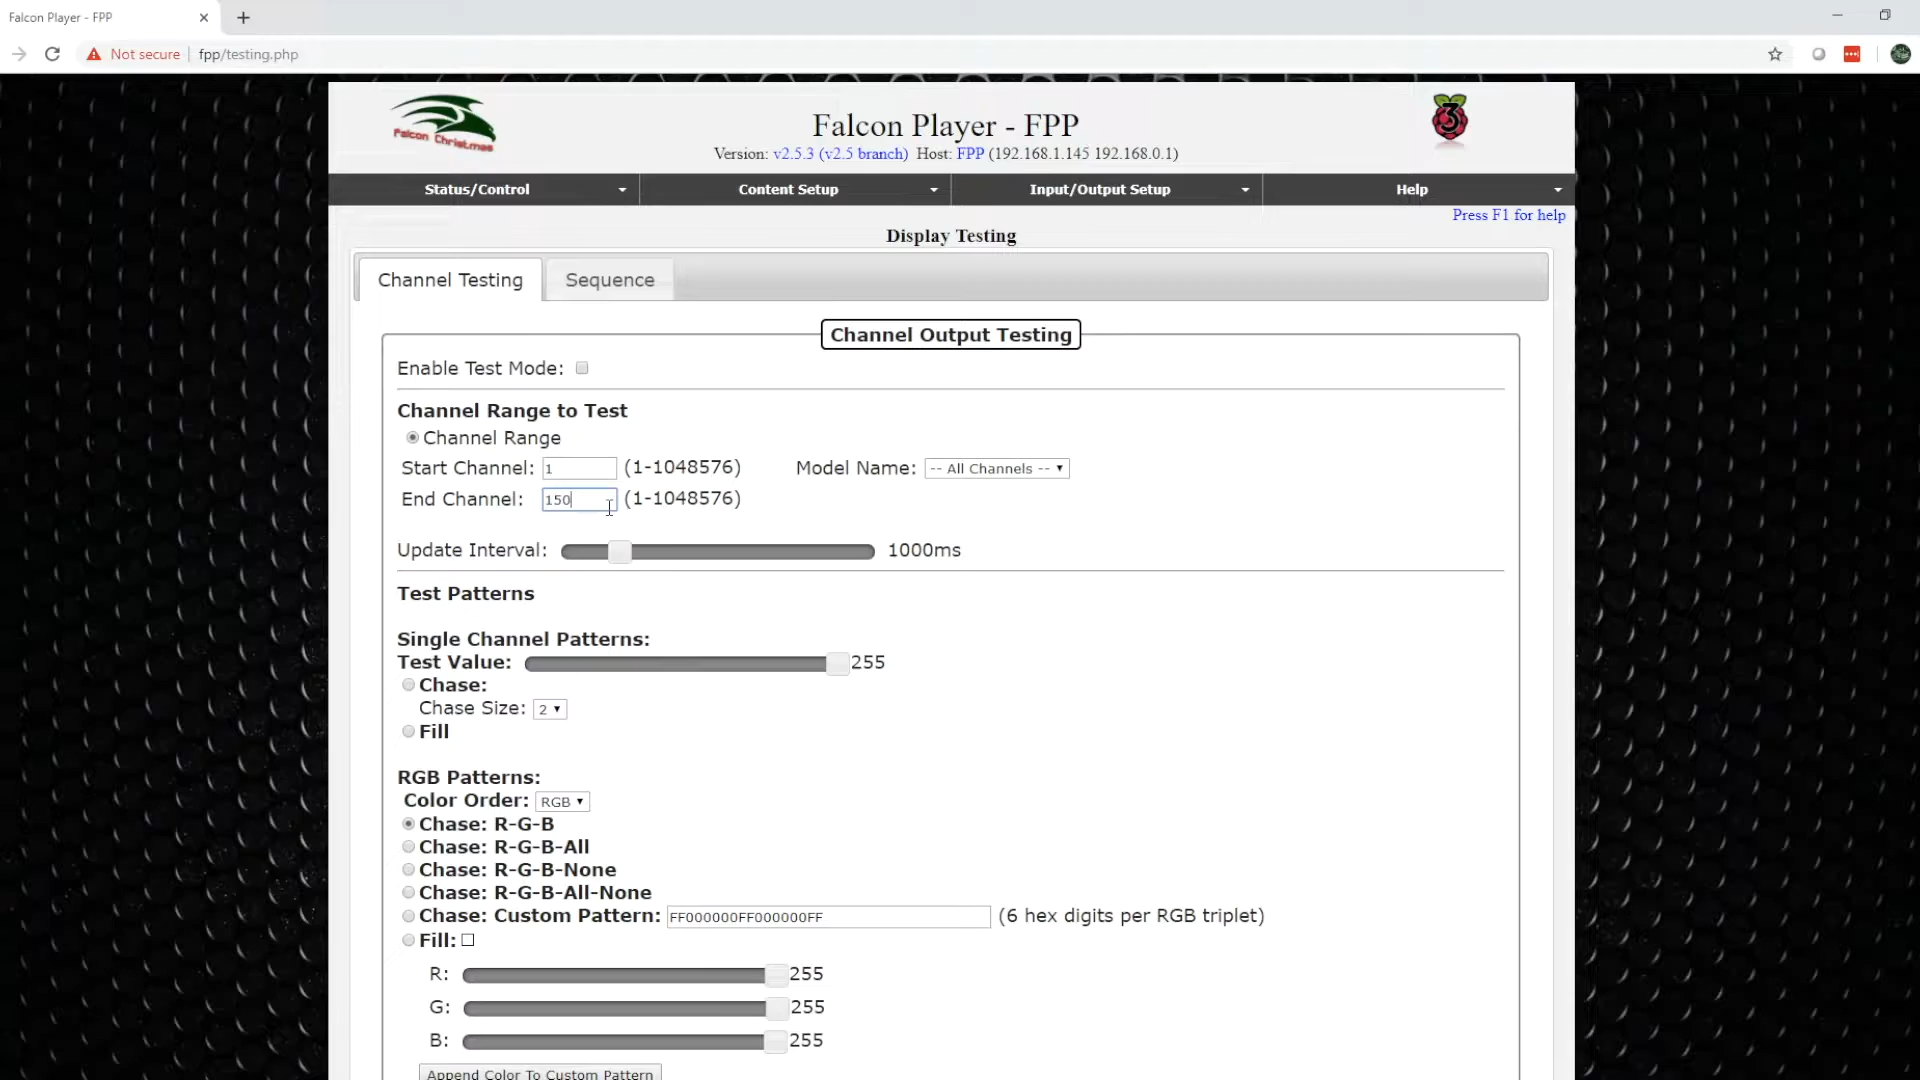 Falcon Player - FPP
Not secure
fpp/testing.php
Falcon Christmas
Falcon Player - FPP
3
Version: v2.5.3 (v2.5 branch) Host: FPP (192.168.1.145 192.168.0.1)
Status/Control
Content Setup
Input/Output Setup
Help
Press F1 for help
Display Testing
Channel Testing
Sequence
Channel Output Testing
Enable Test Mode:
Channel Range to Test
Channel Range
Start Channel: 1 (1-1048576) Model Name: -- All Channels --
End Channel: 150 (1-1048576)
Update Interval: 1000ms
Test Patterns
Single Channel Patterns:
Test Value: 255
Chase:
Chase Size: 2
Fill
RGB Patterns:
Color Order: RGB
Chase: R-G-B
Chase: R-G-B-All
Chase: R-G-B-None
Chase: R-G-B-All-None
Chase: Custom Pattern: FF000000FF000000FF (6 hex digits per RGB triplet)
Fill:
R: 255
G: 255
B: 255
Append Color To Custom Pattern